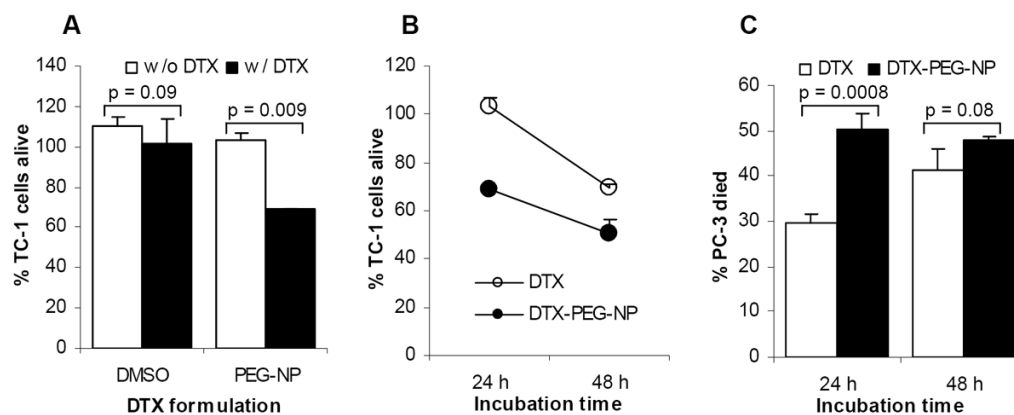 A
% TC-1 cells alive
140
120
100
80
60
40
20
0
w/o DTX w/ DTX
p = 0.09
p = 0.009
DMSO PEG-NP
DTX formulation
B
% TC-1 cells alive
120
100
80
60
40
20
0
DTX
DTX-PEG-NP
24 h 48 h
Incubation time
C
% PC-3 died
60
50
40
30
20
10
0
DTX DTX-PEG-NP
p = 0.0008
p = 0.08
24 h 48 h
Incubation time